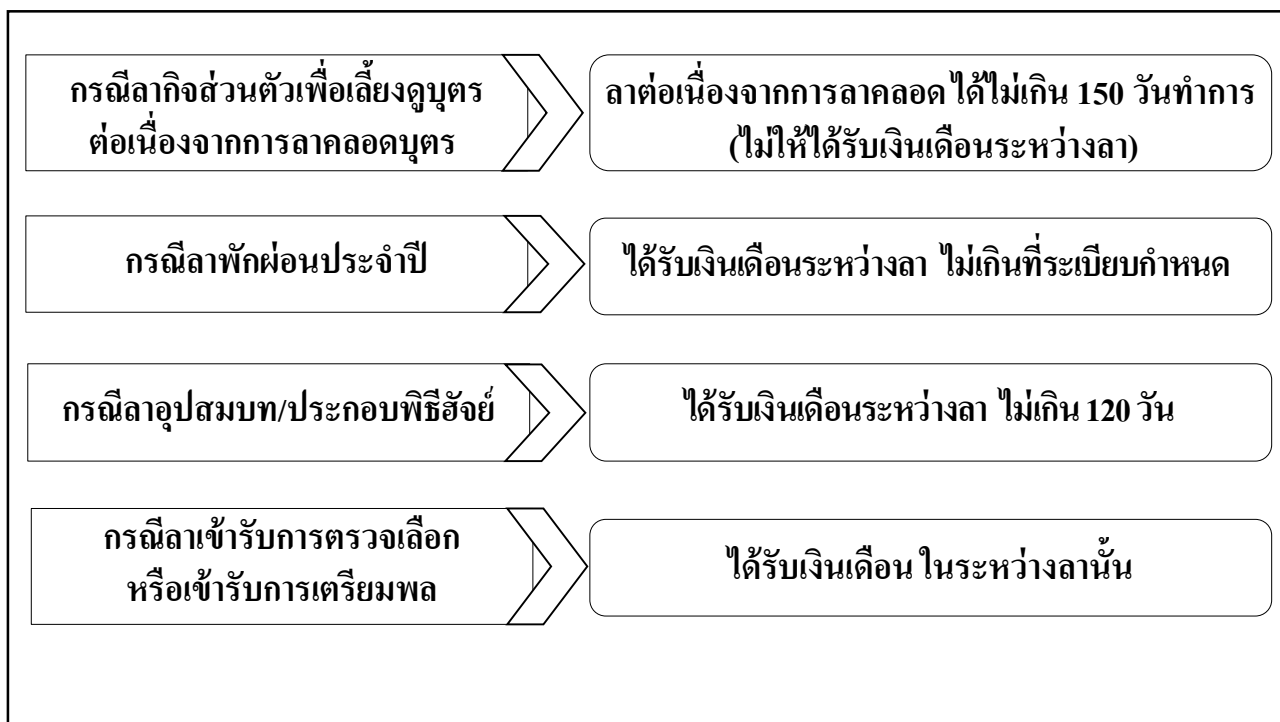 กรณีลากิจส่วนตัวเพื่อเลี้ยงดูบุตร
ต่อเนื่องจากการลาคลอดบุตร
ลาต่อเนื่องจากการลาคลอดได้ไม่เกิน 150 วันทำการ
(ไม่ให้ได้รับเงินเดือนระหว่างลา)
กรณีลาพักผ่อนประจำปี
ได้รับเงินเดือนระหว่างลา ไม่เกินที่ระเบียบกำหนด
กรณีลาอุปสมบท/ประกอบพิธีฮัจย์
ได้รับเงินเดือนระหว่างลา ไม่เกิน 120 วัน
กรณีลาเข้ารับการตรวจเลือก
หรือเข้ารับการเตรียมพล
ได้รับเงินเดือน ในระหว่างลานั้น